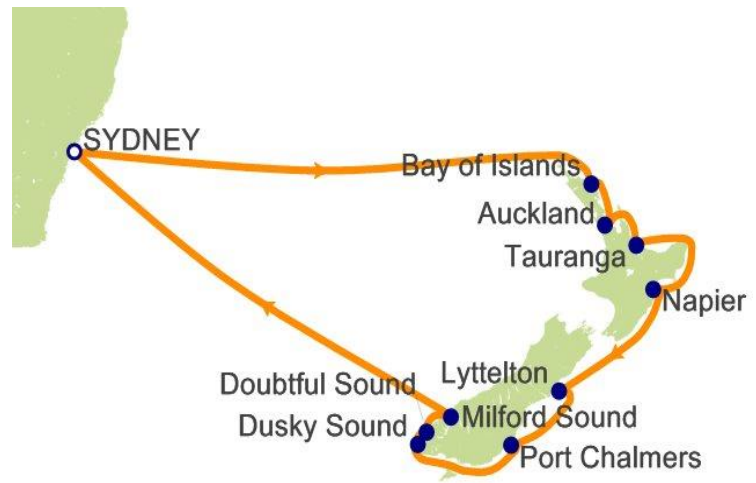 SYDNEY
Bay of Islands
Auckland
Tauranga
Napier
Lyttelton
Doubtful Sound
Milford Sound
Dusky Sound
Port Chalmers